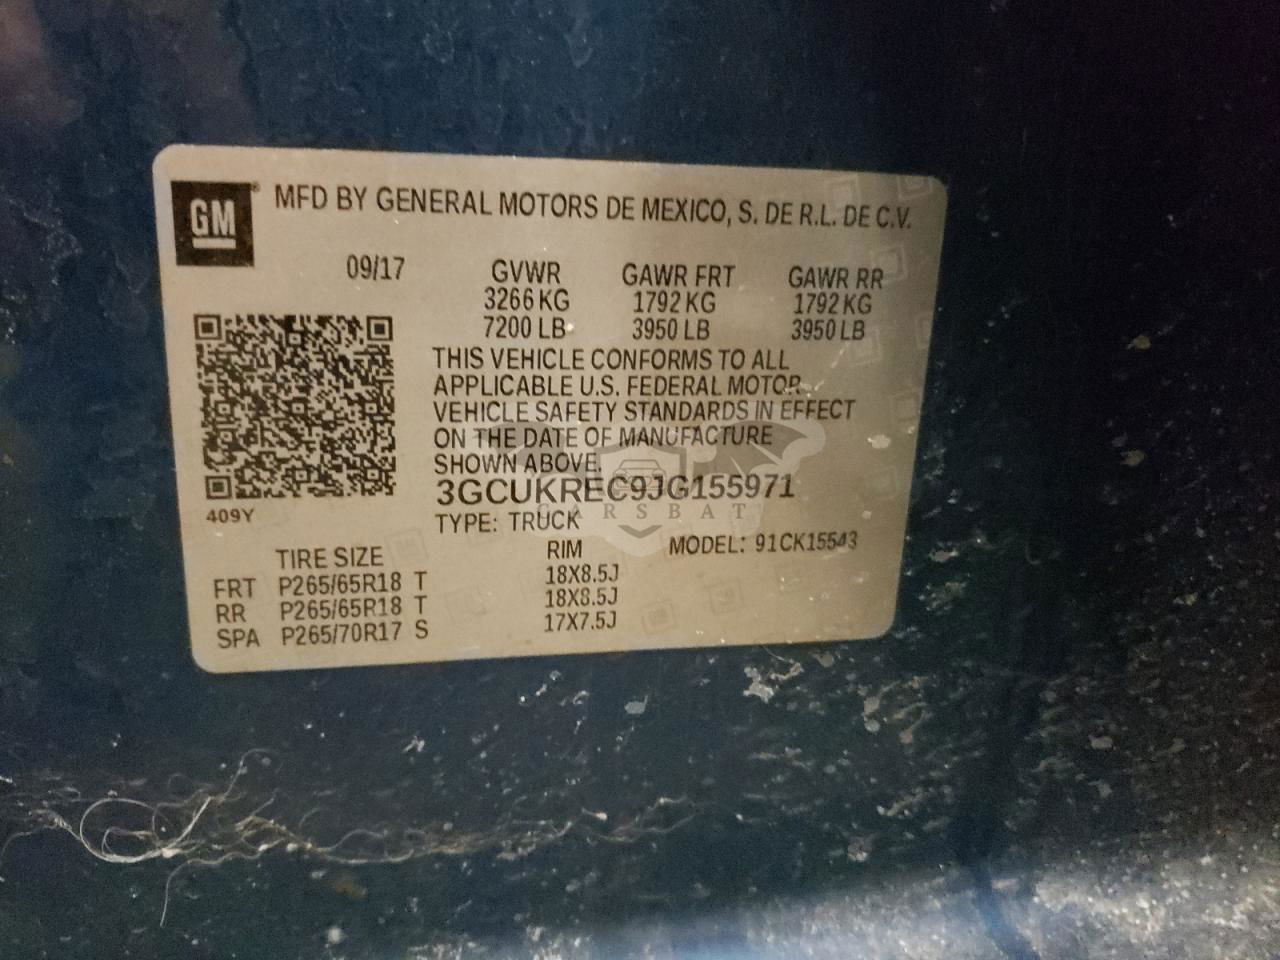 GM
MFD BY GENERAL MOTORS DE MEXICO, S. DE R.L. DE C.V.
09/17 GVWR GAWR FRT GAWR RR
3266 KG 1792 KG 1792 KG
7200 LB 3950 LB 3950 LB
THIS VEHICLE CONFORMS TO ALL
APPLICABLE U.S. FEDERAL MOTOR
VEHICLE SAFETY STANDARDS IN EFFECT
ON THE DATE OF MANUFACTURE
SHOWN ABOVE.
3GCUKREC9JG155971
CARSBAT
409Y
TYPE: TRUCK
TIRE SIZE RIM MODEL: 91CK15543
FRT P265/65R18 T 18X8.5J
RR P265/65R18 T 18X8.5J
SPA P265/70R17 S 17X7.5J